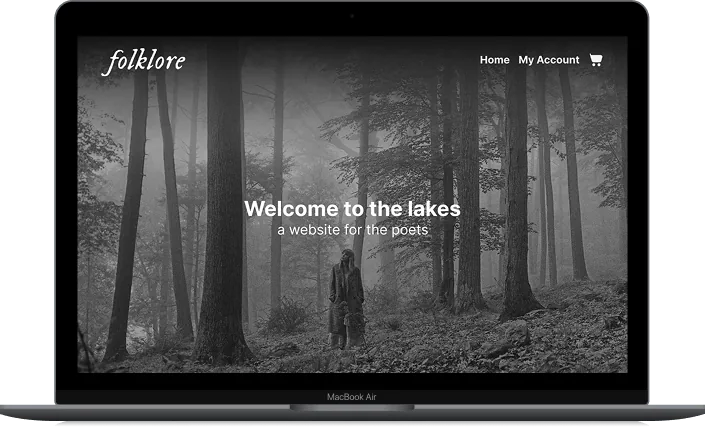 folklore
Home My Account
Welcome to the lakes
a website for the poets
MacBook Air